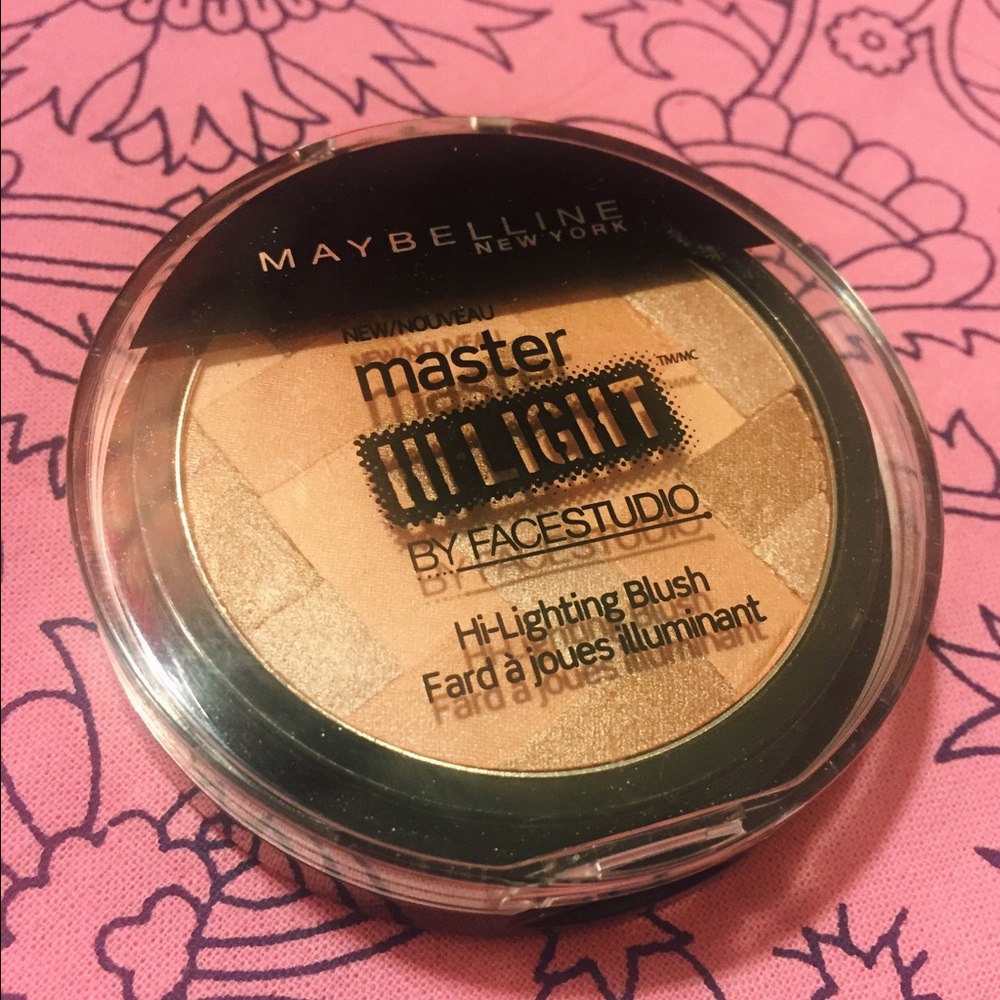 MAYBELLINE
NEW YORK
NEW/NOUVEAU
master
HI-LIGHT TM/MC
BY FACESTUDIO.
Hi-Lighting Blush
Fard à joues illuminant